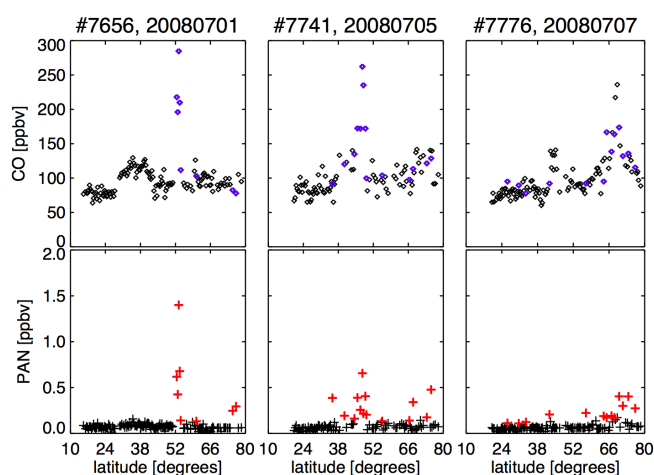 #7656, 20080701 #7741, 20080705 #7776, 20080707
CO [ppbv]
300
250
200
150
100
50
0
PAN [ppbv]
2.0
1.5
1.0
0.5
0.0
10 24 38 52 66 80 10 24 38 52 66 80 10 24 38 52 66 80
latitude [degrees] latitude [degrees] latitude [degrees]